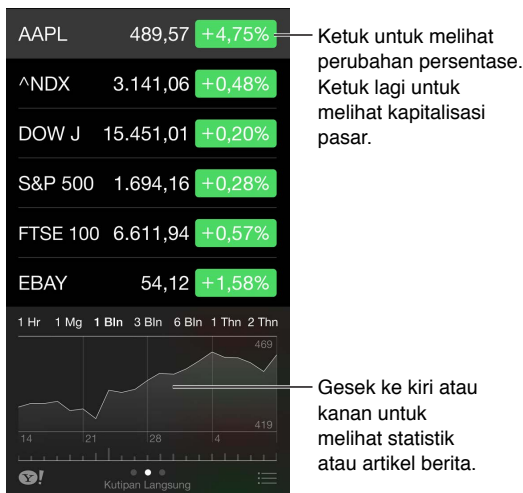 AAPL 489,57 +4,75%
^NDX 3.141,06 +0,48%
DOW J 15.451,01 +0,20%
S&P 500 1.694,16 +0,28%
FTSE 100 6.611,94 +0,57%
EBAY 54,12 +1,58%
1 Hr 1 Mg 1 Bln 3 Bln 6 Bln 1 Thn 2 Thn
469
419
14 21 28 4
Y!
Kutipan Langsung
Ketuk untuk melihat
perubahan persentase.
Ketuk lagi untuk
melihat kapitalisasi
pasar.
Gesek ke kiri atau
kanan untuk
melihat statistik
atau artikel berita.